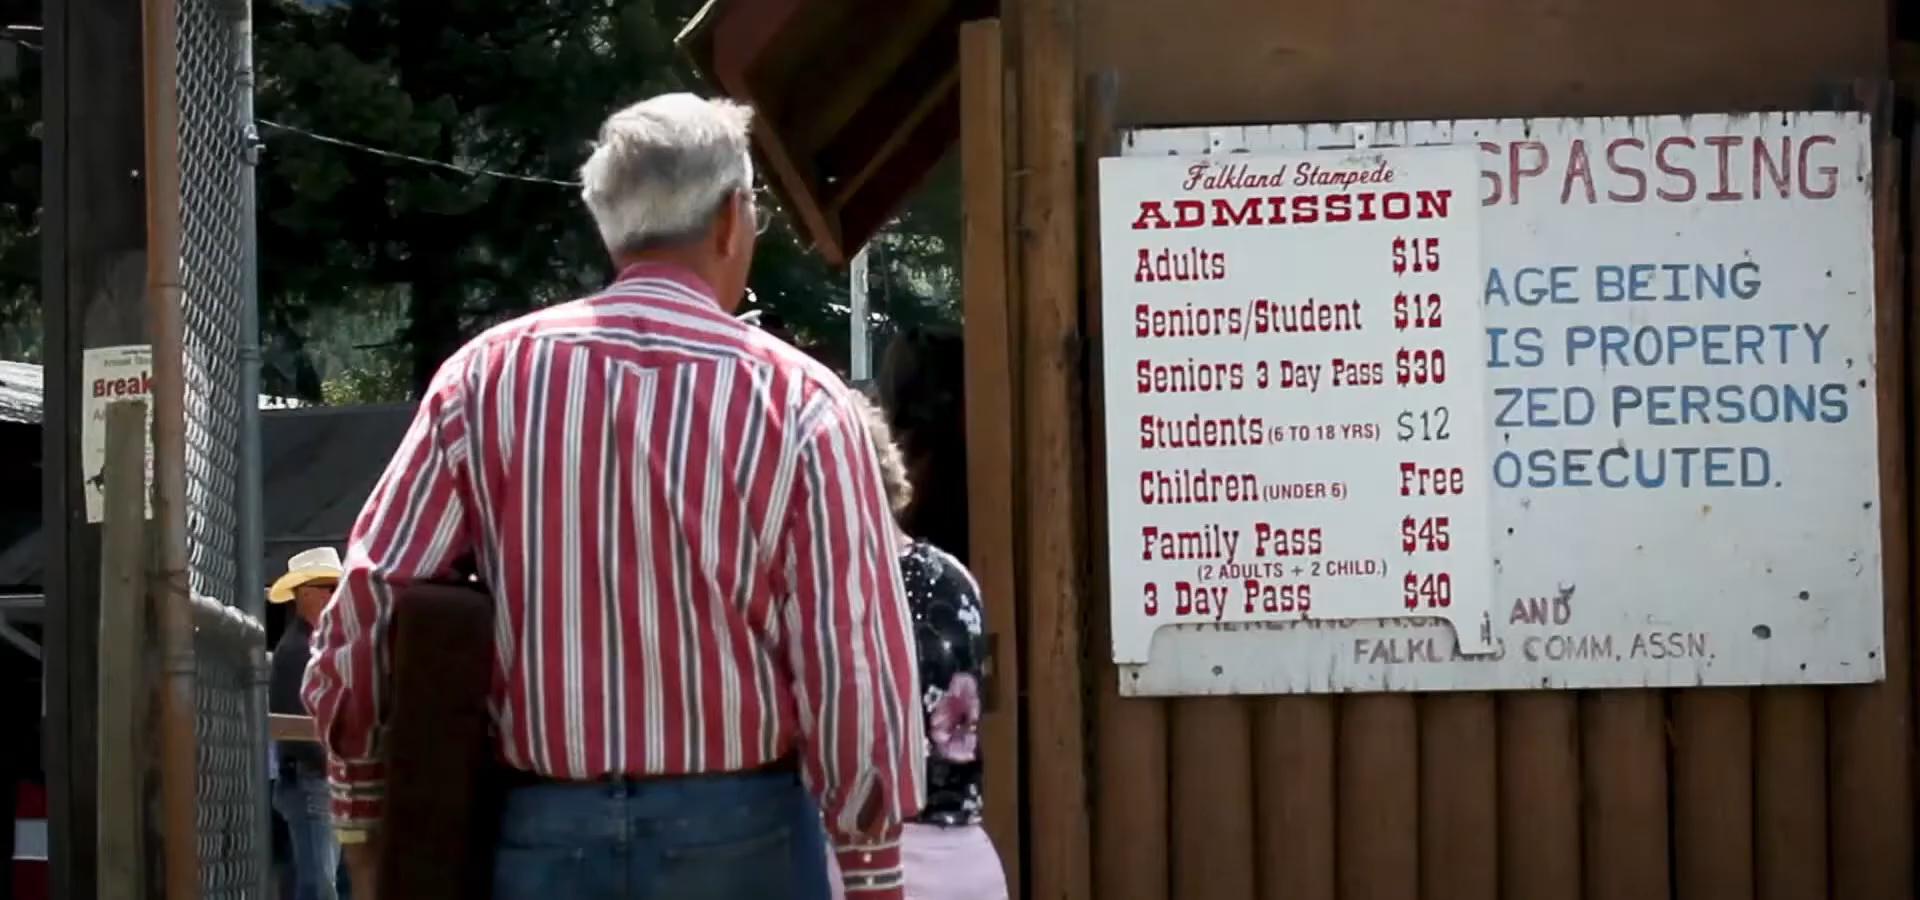 Break
Falkland Stampede
ADMISSION
Adults $15
Seniors/Student $12
Seniors 3 Day Pass $30
Students (6 TO 18 YRS) $12
Children (UNDER 6) Free
Family Pass $45
(2 ADULTS + 2 CHILD.)
3 Day Pass $40
SPASSING
AGE BEING
IS PROPERTY,
ZED PERSONS
OSECUTED.
AND
COMM. ASSN.